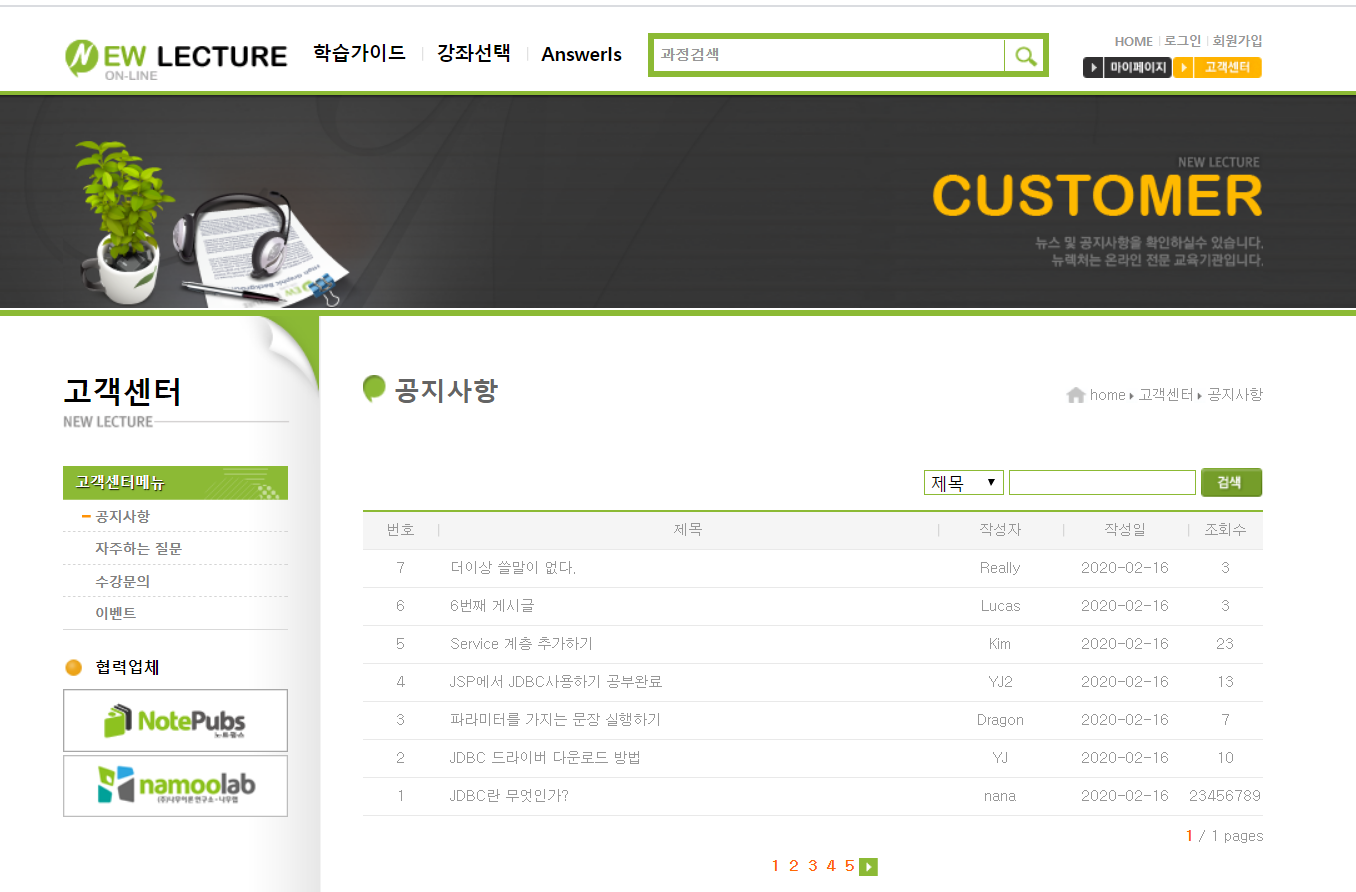 NEW LECTURE
ON-LINE
학습가이드 | 강좌선택 | AnswerIs
과정검색
HOME | 로그인 | 회원가입
마이페이지 고객센터
NEW LECTURE
CUSTOMER
뉴스 및 공지사항을 확인하실수 있습니다.
뉴렉처는 온라인 전문 교육기관입니다.
고객센터
NEW LECTURE
고객센터메뉴
공지사항
자주하는 질문
수강문의
이벤트
협력업체
NotePubs
노트펍스
namoolab
공지사항
home 고객센터 공지사항
제목 검색
번호 | 제목 | 작성자 | 작성일 | 조회수
7 더이상 쓸말이 없다. Really 2020-02-16 3
6 6번째 게시글 Lucas 2020-02-16 3
5 Service 계층 추가하기 Kim 2020-02-16 23
4 JSP에서 JDBC사용하기 공부완료 YJ2 2020-02-16 13
3 파라미터를 가지는 문장 실행하기 Dragon 2020-02-16 7
2 JDBC 드라이버 다운로드 방법 YJ 2020-02-16 10
1 JDBC란 무엇인가? nana 2020-02-16 23456789
1 / 1 pages
1 2 3 4 5